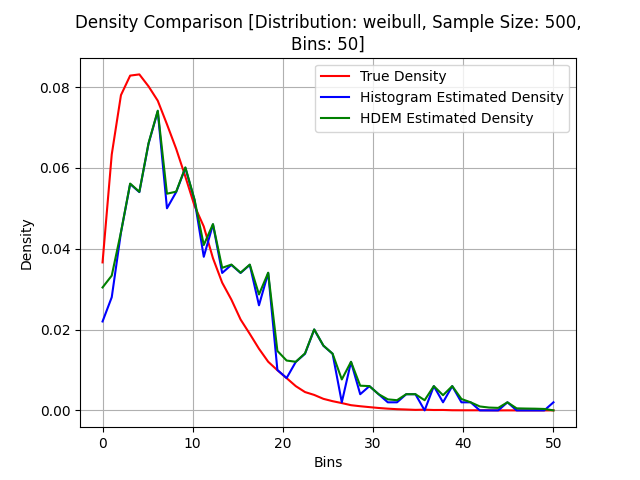 Density Comparison [Distribution: weibull, Sample Size: 500,
Bins: 50]
True Density
Histogram Estimated Density
HDEM Estimated Density
Density
0.08
0.06
0.04
0.02
0.00
0 10 20 30 40 50
Bins